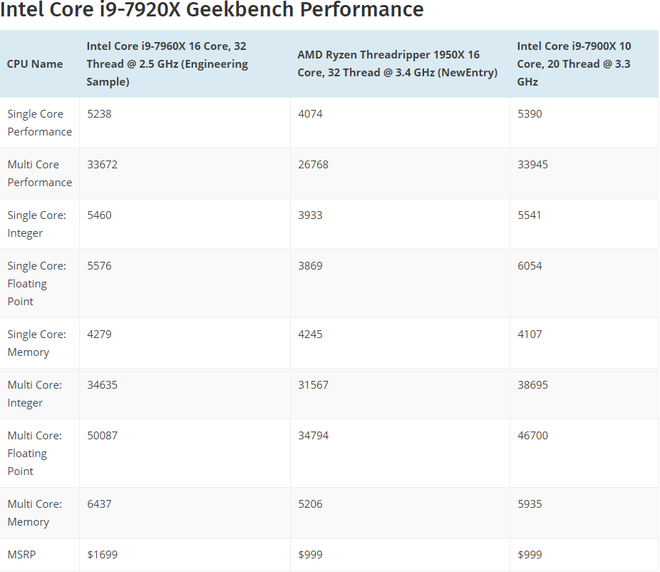 Intel Core i9-7920X Geekbench Performance
CPU Name
Intel Core i9-7960X 16 Core, 32
Thread @ 2.5 GHz (Engineering
Sample)
AMD Ryzen Threadripper 1950X 16
Core, 32 Thread @ 3.4 GHz (NewEntry)
Intel Core i9-7900X 10
Core, 20 Thread @ 3.3
GHz
Single Core
Performance
5238
4074
5390
Multi Core
Performance
33672
26768
33945
Single Core:
Integer
5460
3933
5541
Single Core:
Floating
Point
5576
3869
6054
Single Core:
Memory
4279
4245
4107
Multi Core:
Integer
34635
31567
38695
Multi Core:
Floating
Point
50087
34794
46700
Multi Core:
Memory
6437
5206
5935
MSRP
$1699
$999
$999